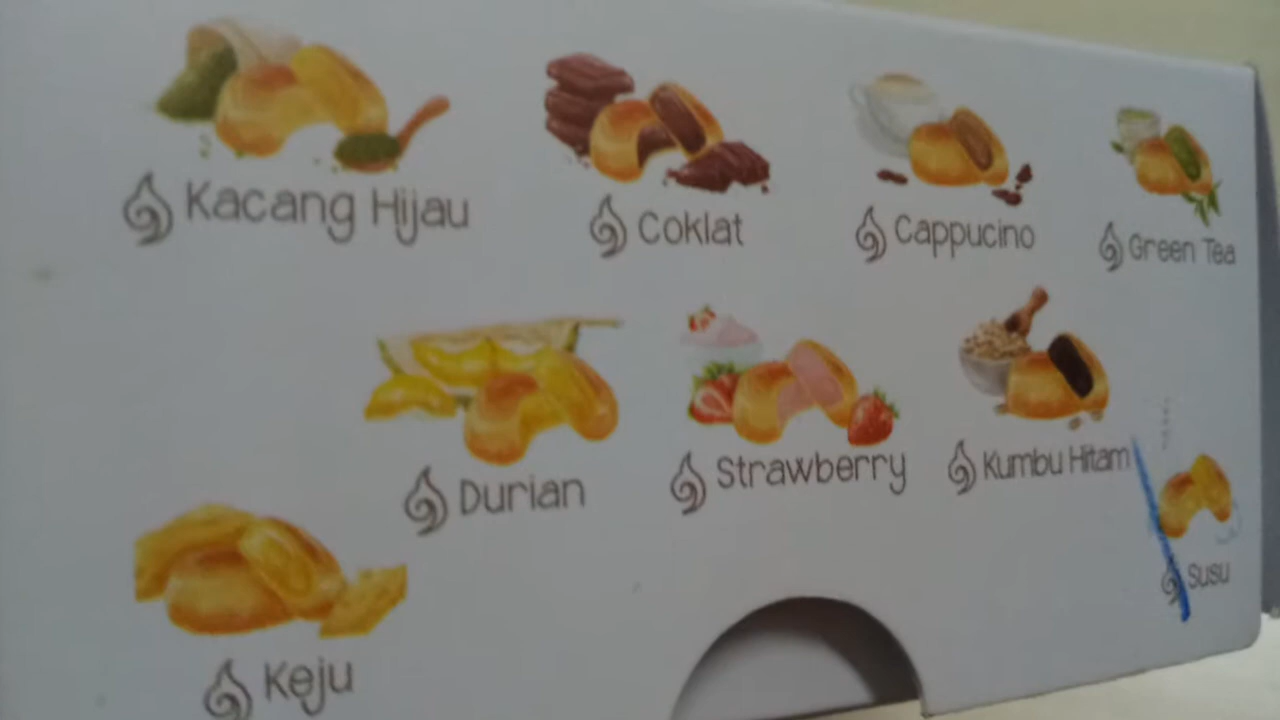 Kacang Hijau
Coklat
Cappucino
Green Tea
Durian
Strawberry
Kumbu Hitam
Susu
Keju